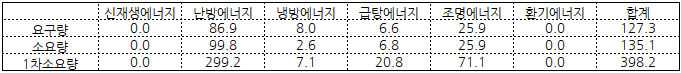 신재생에너지 난방에너지 냉방에너지 급탕에너지 조명에너지 환기에너지 합계
요구량 0.0 86.9 8.0 6.6 25.9 0.0 127.3
소요량 0.0 99.8 2.6 6.8 25.9 0.0 135.1
1차소요량 0.0 299.2 7.1 20.8 71.1 0.0 398.2